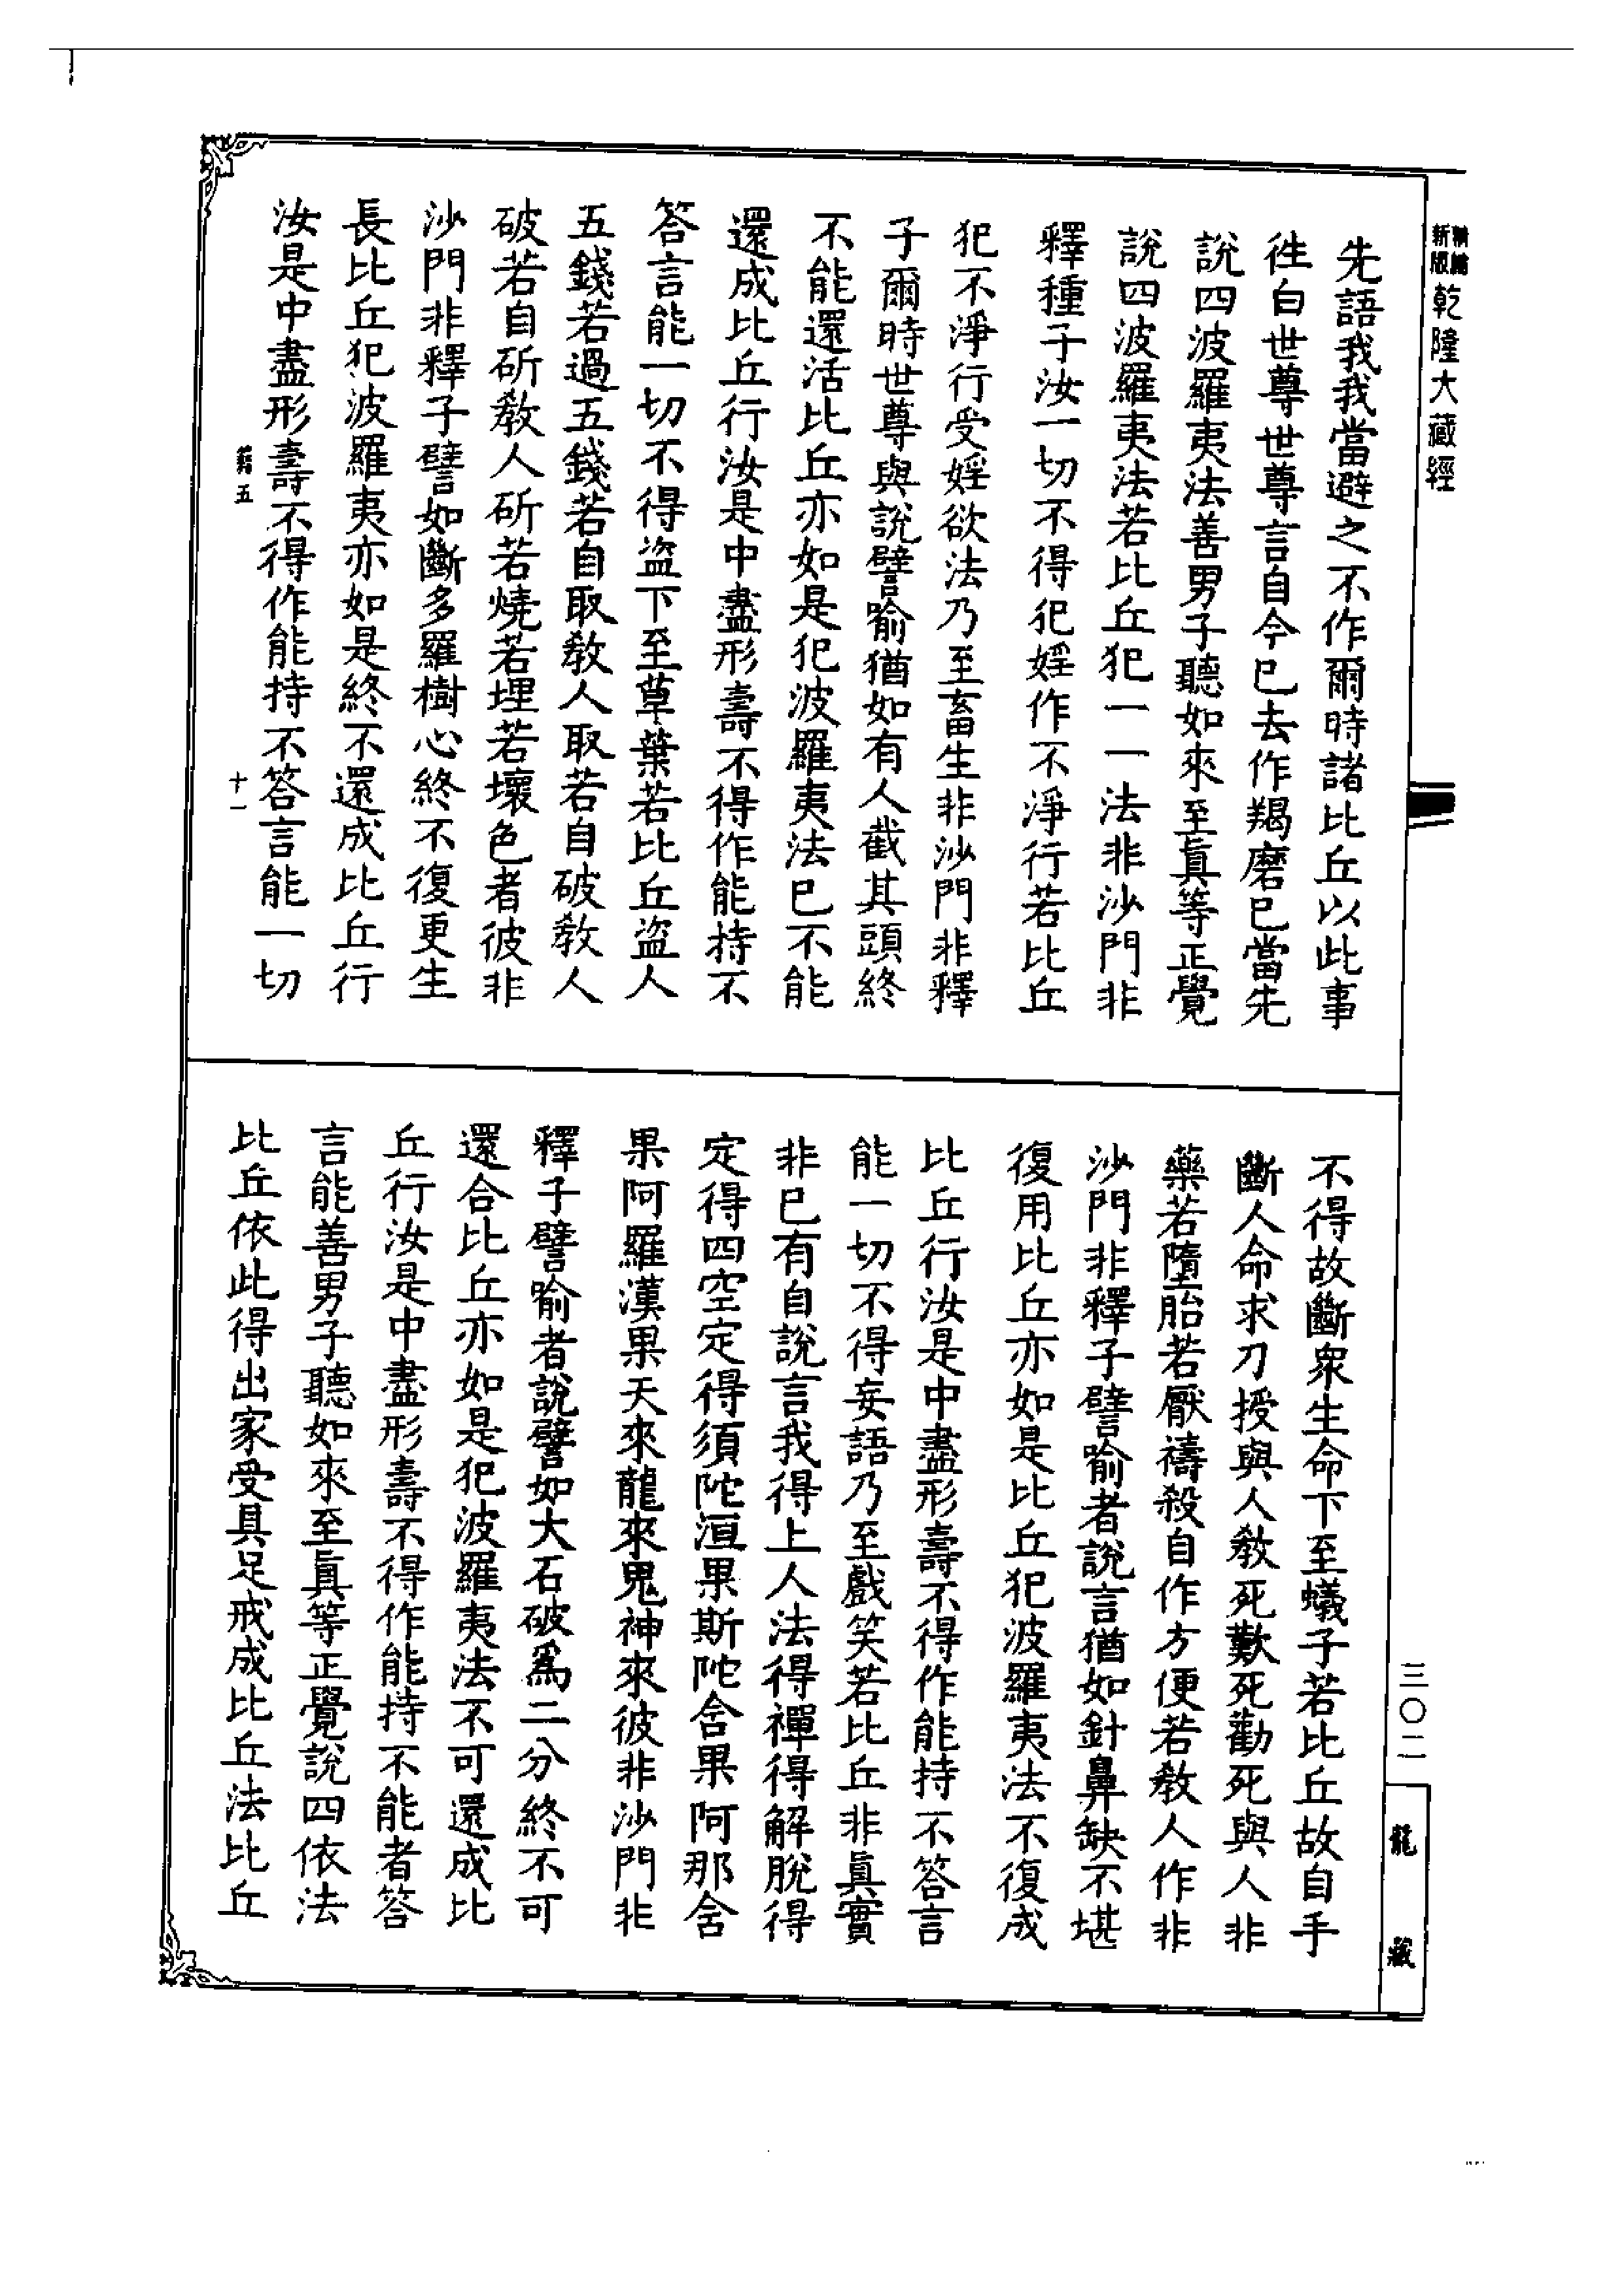 新版 乾隆大藏經
先語我我當避之不作爾時諸比丘以此事
徃白世尊世尊言自今已去作羯磨已當先
說四波羅夷法善男子聽如來至眞等正覺
說四波羅夷法若比丘犯一一法非沙門非
釋種子汝一切不得犯婬作不淨行若比丘
犯不淨行受婬欲法乃至畜生非沙門非釋
子爾時世尊與說譬喻猶如有人截其頭終
不能還活比丘亦如是犯波羅夷法已不能
還成比丘行汝是中盡形壽不得作能持不
答言能一切不得盜下至草葉若比丘盜人
五錢若過五錢若自取教人取若自破教人
破若自斫教人斫若燒若埋若壞色者彼非
沙門非釋子譬如斷多羅樹心終不復更生
長比丘犯波羅夷亦如是終不還成比丘行
汝是中盡形壽不得作能持不答言能一切
五 十一
不得故斷衆生命下至蟻子若比丘故自手
斷人命求刀授與人教死歎死勸死與人非
藥若墮胎若厭禱殺自作方便若教人作非
沙門非釋子譬喻者說言猶如針鼻缺不堪
復用比丘亦如是比丘犯波羅夷法不復成
比丘行汝是中盡形壽不得作能持不答言
能一切不得妄語乃至戲笑若比丘非眞實
非已有自說言我得上人法得禪得解脫得
定得四空定得須陀洹果斯陀含果阿那含
果阿羅漢果天來龍來鬼神來彼非沙門非
釋子譬喻者說譬如大石破爲二分終不可
還合比丘亦如是犯波羅夷法不可還成比
丘行汝是中盡形壽不得作能持不能者答
言能善男子聽如來至眞等正覺說四依法
比丘依此得出家受具足戒成比丘法比丘
三〇二
龍藏